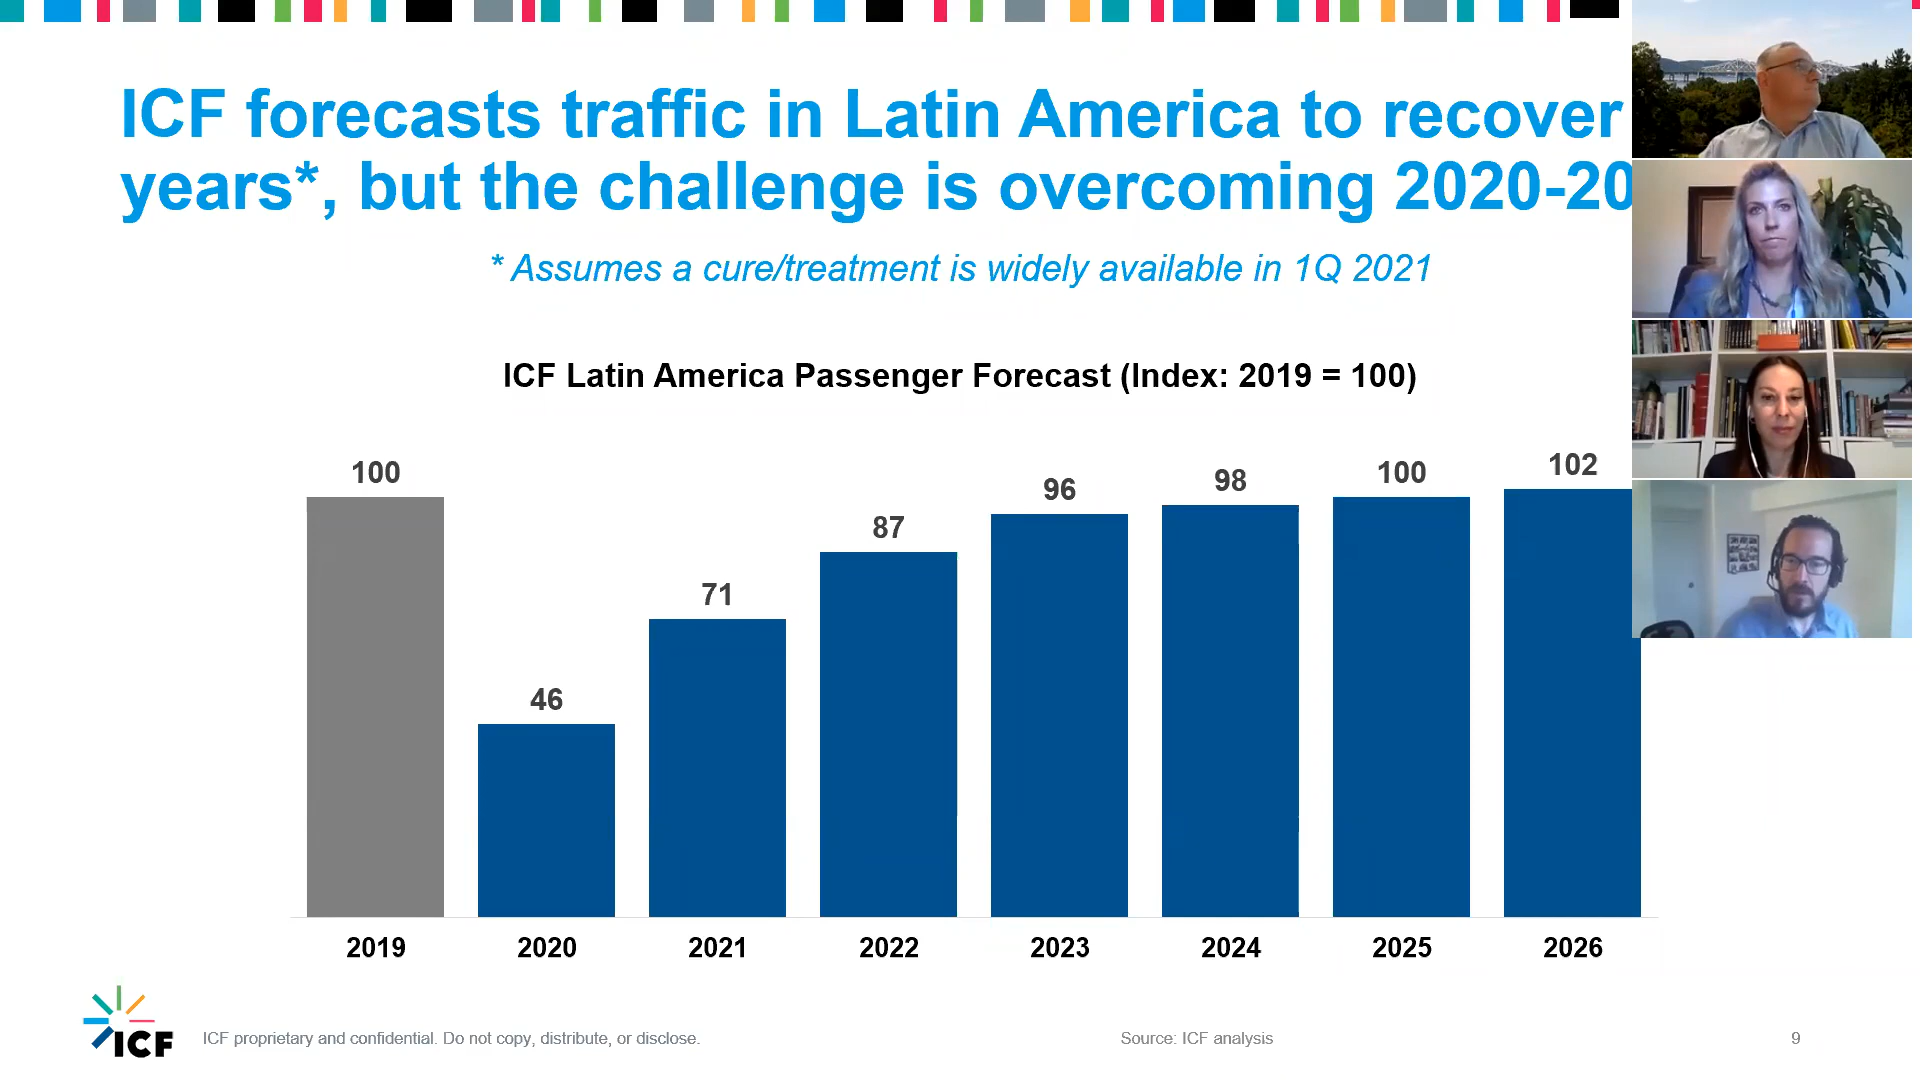 ICF forecasts traffic in Latin America to recover
years*, but the challenge is overcoming 2020-20
* Assumes a cure/treatment is widely available in 1Q 2021
ICF Latin America Passenger Forecast (Index: 2019 = 100)
100
46
71
87
96
98
100
102
2019
2020
2021
2022
2023
2024
2025
2026
ICF
ICF proprietary and confidential. Do not copy, distribute, or disclose.
Source: ICF analysis
9